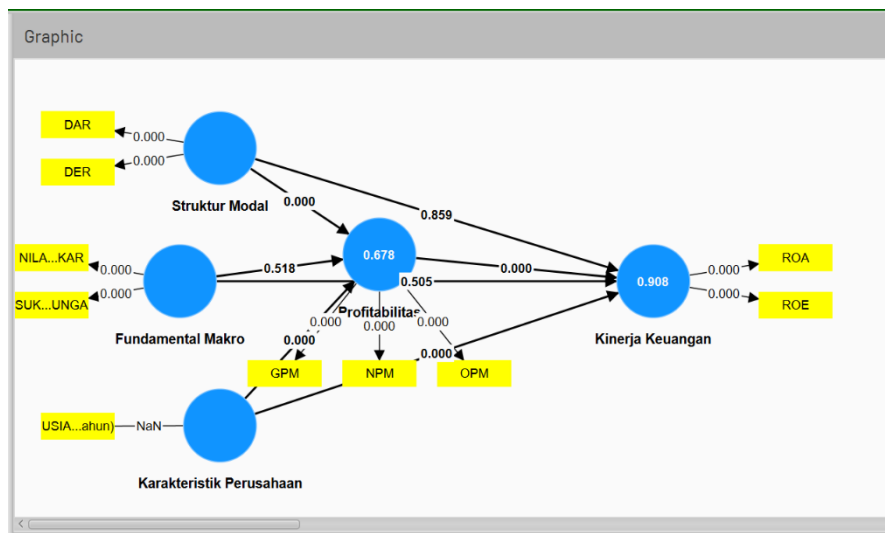 Graphic
DAR
0.000
DER
0.000
Struktur Modal
0.000
0.859
NILA...KAR
0.000
SUK...UNGA
0.000
Fundamental Makro
0.518
0.678
Profitabilitas
0.000
0.505
0.908
Kinerja Keuangan
0.000
ROA
0.000
ROE
0.000
0.000
0.000
0.000
0.000
GPM
NPM
OPM
USIA...ahun)
NaN
Karakteristik Perusahaan